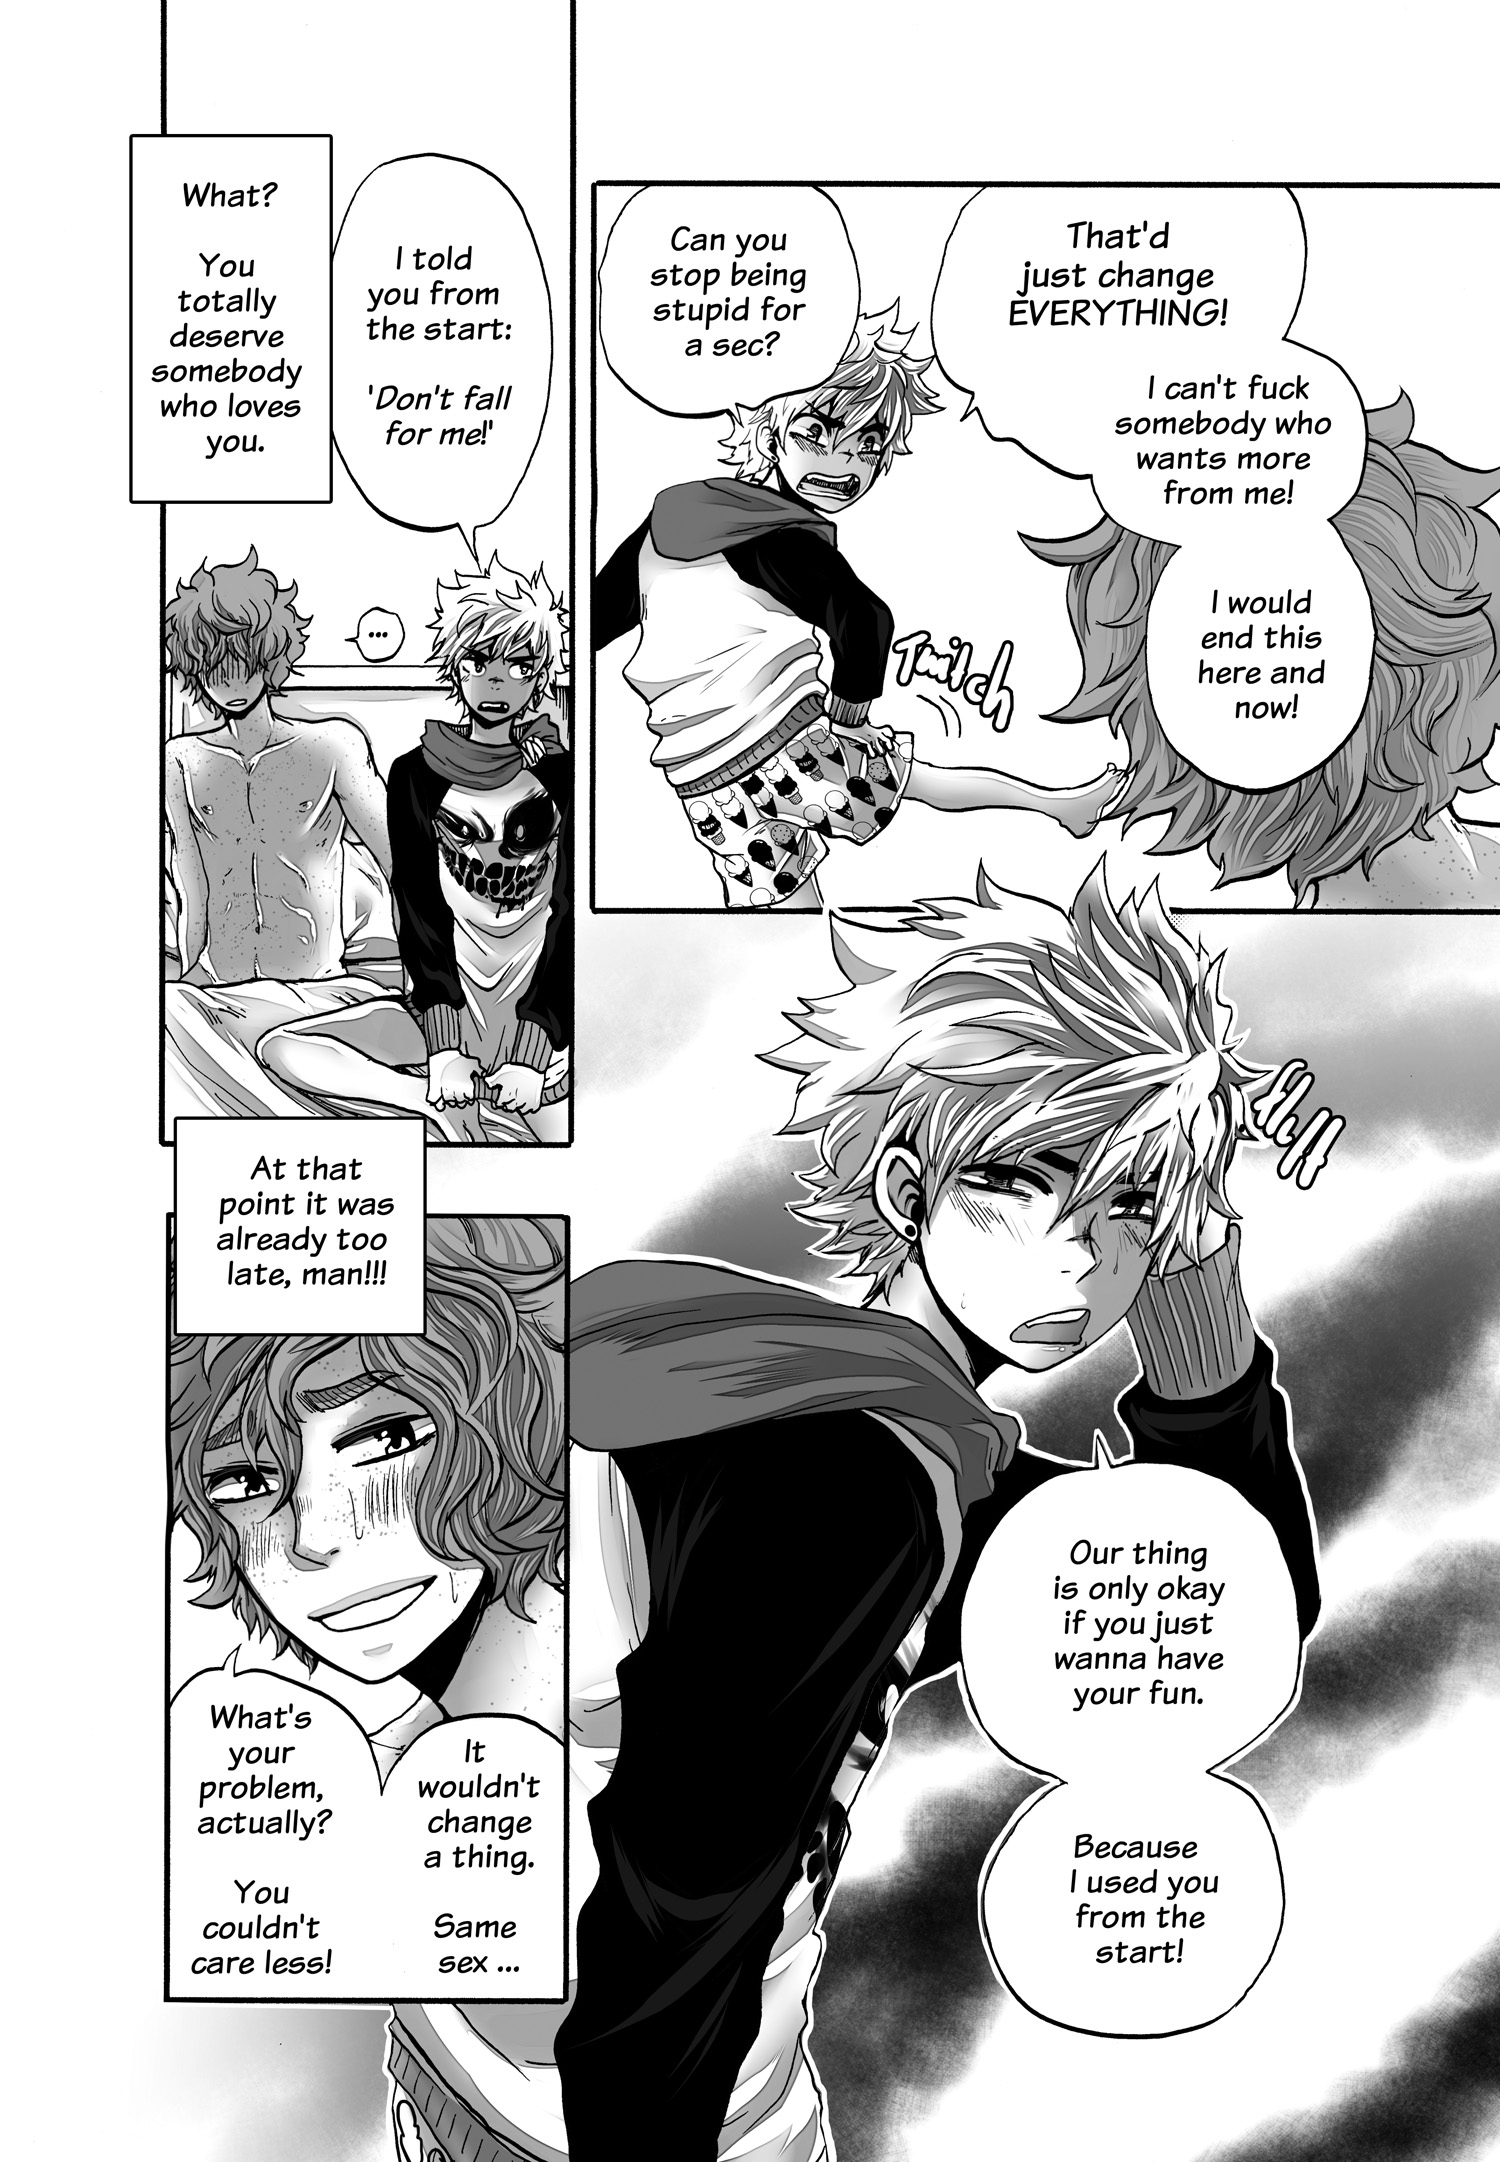 What?
You
totally
deserve
somebody
who loves
you.
I told
you from
the start:
'Don't fall
for me!'
...
Can you
stop being
stupid for
a sec?
That'd
just change
EVERYTHING!
I can't fuck
somebody who
wants more
from me!
I would
end this
here and
now!
Twitch
At that
point it was
already too
late, man!!!
What's
your
problem,
actually?
You
couldn't
care less!
It
wouldn't
change
a thing.
Same
sex ...
Our thing
is only okay
if you just
wanna have
your fun.
Because
I used you
from the
start!